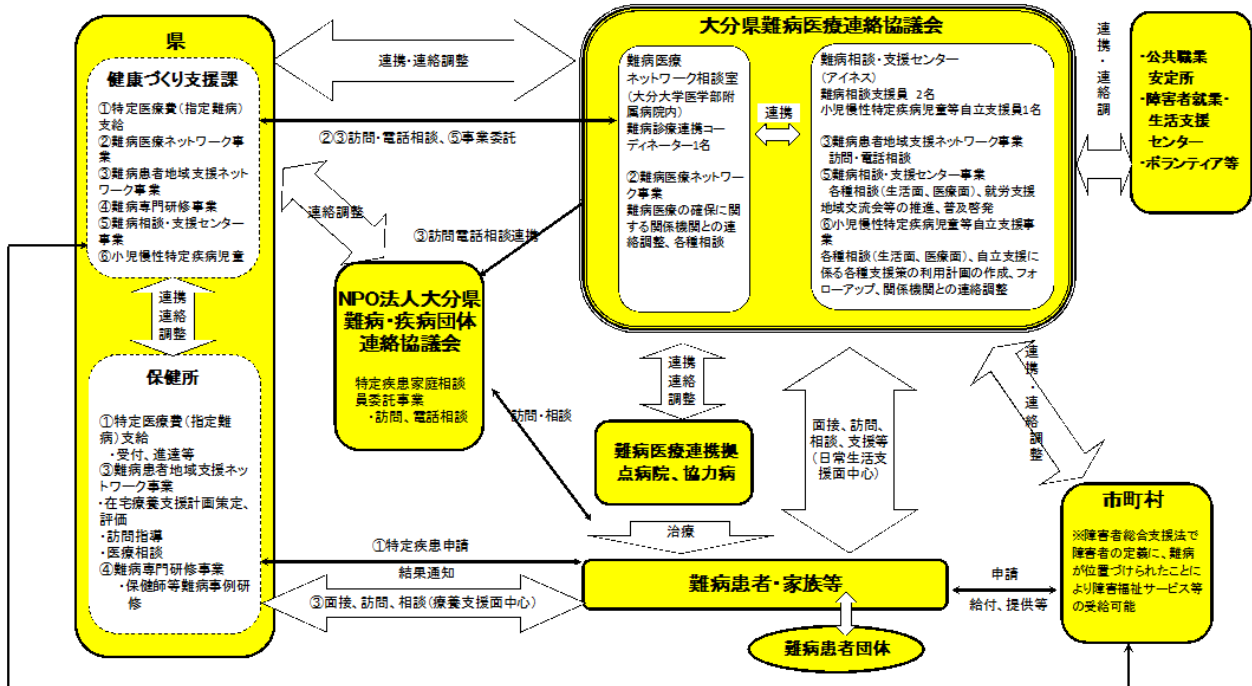 県
健康づくり支援課
①特定医療費(指定難病)
支給
②難病医療ネットワーク事
業
③難病患者地域支援ネット
ワーク事業
④難病専門研修事業
⑤難病相談・支援センター
事業
⑥小児慢性特定疾病児童
連携
連絡
調整
保健所
①特定医療費(指定難
病)支給
・受付、進達等
③難病患者地域支援ネッ
トワーク事業
・在宅療養支援計画策定、
評価
・訪問指導
・医療相談
④難病専門研修事業
・保健師等難病事例研
修
連携・連絡調整
②③訪問・電話相談、⑤事業委託
連絡調整
③訪問電話相談連携
NPO法人大分県
難病・疾病団体
連絡協議会
特定疾患家庭相談
員委託事業
・訪問、電話相談
訪問・相談
大分県難病医療連絡協議会
難病医療
ネットワーク相談室
(大分大学医学部附
属病院内)
難病診療連携コー
ディネーター1名
②難病医療ネットワー
ク事業
難病医療の確保に関
する関係機関との連
絡調整、各種相談
連携
難病相談・支援センター
(アイネス)
難病相談支援員 2名
小児慢性特定疾病児童等自立支援員1名
③難病患者地域支援ネットワーク事業
訪問・電話相談
⑤難病相談・支援センター事業
各種相談(生活面、医療面)、就労支援
地域交流会等の推進、普及啓発
⑥小児慢性特定疾病児童等自立支援事
業
各種相談(生活面、医療面)、自立支援に
係る各種支援策の利用計画の作成、フォ
ローアップ、関係機関との連絡調整
連携・連絡調
・公共職業
安定所
・障害者就業・
生活支援
センター
・ボランティア等
連携
連絡
調整
難病医療連携拠
点病院、協力病
治療
面接、訪問、
相談、支援等
(日常生活支
援面中心)
連携・連絡調整
市町村
※障害者総合支援法で
障害者の定義に、難病
が位置づけられたことに
より障害福祉サービス等
の受給可能
①特定疾患申請
結果通知
③面接、訪問、相談(療養支援面中心)
難病患者・家族等
申請
給付、提供等
難病患者団体